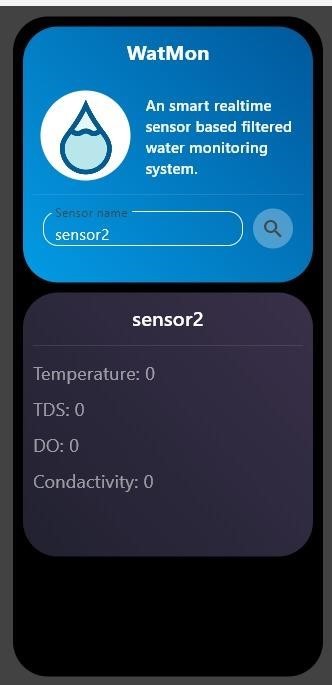 WatMon
An smart realtime
sensor based filtered
water monitoring
system.
Sensor name
sensor2
sensor2
Temperature: 0
TDS: 0
DO: 0
Condactivity: 0